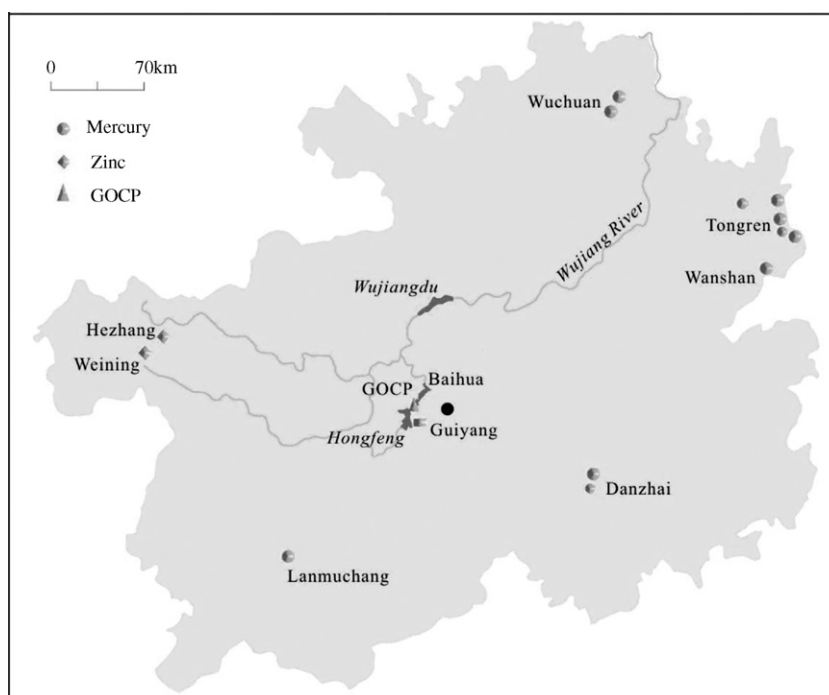 0 70km
Mercury
Zinc
GOCP
Wuchuan
Tongren
Wujiang River
Wanshan
Wujiangdu
Hezhang
Weining
GOCP
Baihua
Hongfeng
Guiyang
Danzhai
Lanmuchang